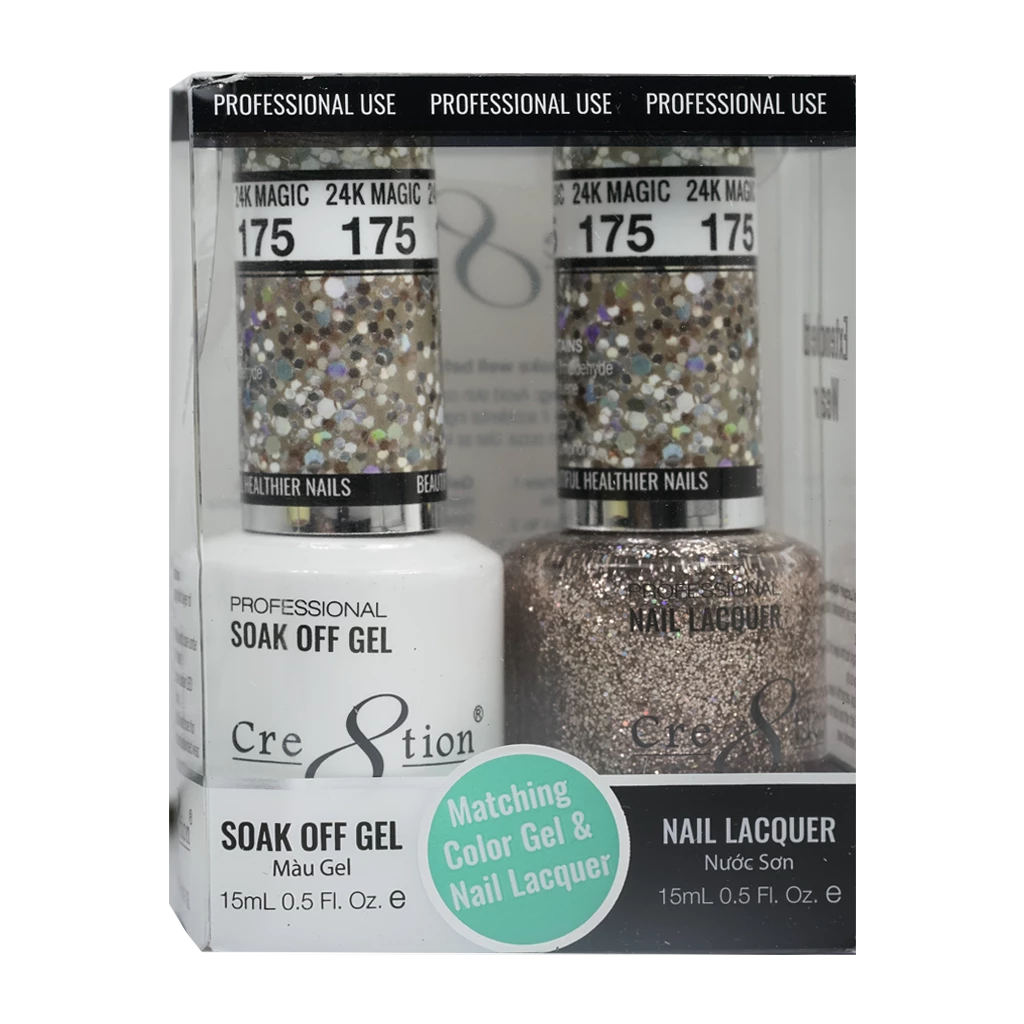 PROFESSIONAL USE PROFESSIONAL USE PROFESSIONAL USE
24K MAGIC 24K MAGIC
175 175
HEALTHIER NAILS
24K MAGIC 24K MAGIC
175 175
HEALTHIER NAILS
PROFESSIONAL
SOAK OFF GEL
Cre8tion®
PROFESSIONAL
NAIL LACQUER
Cre8
SOAK OFF GEL
Màu Gel
15mL 0.5 Fl. Oz. e
Matching
Color Gel &
Nail Lacquer
NAIL LACQUER
Nước Sơn
15mL 0.5 Fl. Oz. e